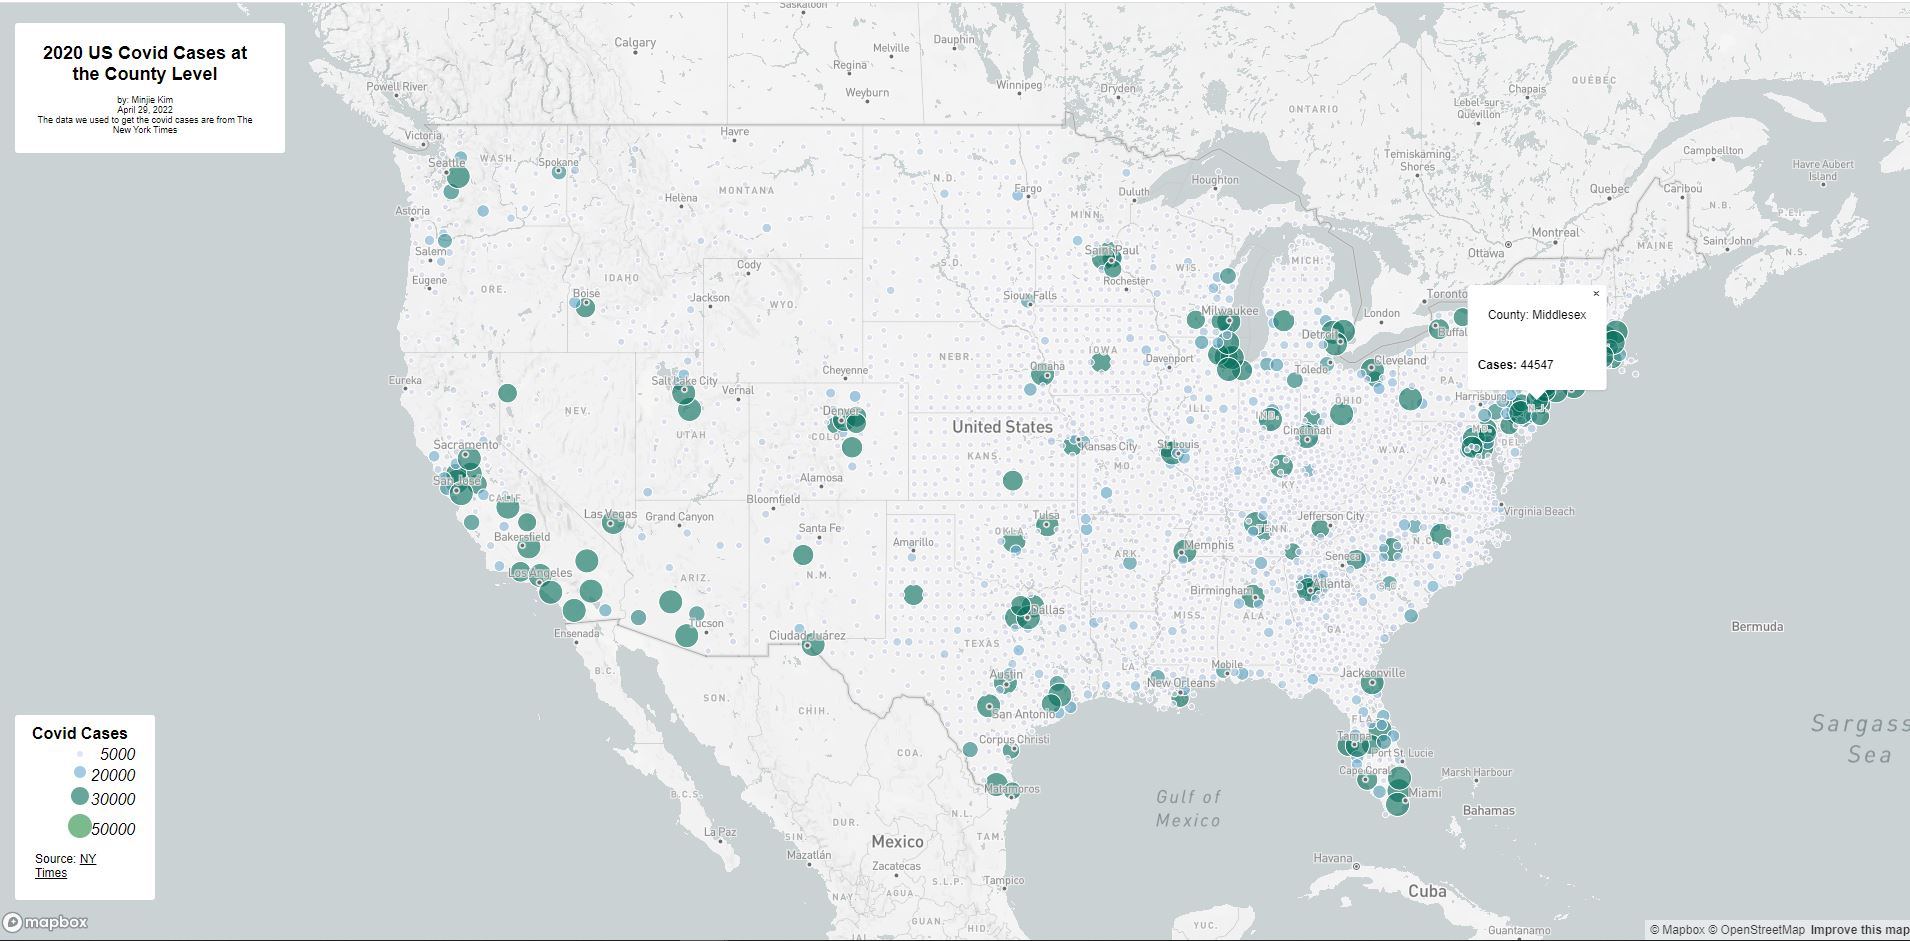 2020 US Covid Cases at
the County Level
by: Minjie Kim
April 29, 2022
The data we used to get the covid cases are from The
New York Times
Saskatoon
Calgary
Melville
Dauphin
Regina
Powell River
Weyburn
Winnipeg
Dryden
ONTARIO
QUÉBEC
Chapais
Lebel-sur-
Quévillon
Victoria
Havre
Temiskaming
Shores
Campbellton
Havre Aubert
Island
Seattle
WASH.
Spokane
MONTANA
Helena
N.D.
Fargo
Duluth
Houghton
Quebec
Caribou
N.B.
P.E.I.
Astoria
MINN.
Montreal
Saint John
MAINE
N.S.
Salem
Saint Paul
Ottawa
Eugene
ORE.
IDAHO
Cody
S.D.
WIS.
MICH.
Rochester
Boise
Jackson
WYO.
Sioux Falls
Toronto
County: Middlesex
Cases: 44547
×
Milwaukee
London
Detroit
Buffal
IOWA
Davenport
NEBR.
Omaha
Cleveland
Toledo
Eureka
Salt Lake City
Vernal
Cheyenne
PA.
Harrisburg
NEV.
UTAH
Denver
COLO.
United States
ILL.
IND.
OHIO
Cincinnati
N.J.
MD.
DEL.
Sacramento
San Jose
CALIF.
KANS.
Kansas City
MO.
St. Louis
W.VA.
KY.
VA.
Alamosa
Bloomfield
Las Vegas
Grand Canyon
Santa Fe
Amarillo
OKLA.
Tulsa
Jefferson City
TENN.
Virginia Beach
Bakersfield
Los Angeles
ARIZ.
N.M.
ARK.
Memphis
Seneca
N.C.
Birmingham
Atlanta
S.C.
Dallas
MISS.
ALA.
GA.
Bermuda
Ensenada
Tucson
Ciudad Juárez
TEXAS
B.C.
LA.
Mobile
Jacksonville
Austin
New Orleans
SON.
CHIH.
San Antonio
FLA.
Corpus Christi
Tampa
Port St. Lucie
COA.
Cape Coral
Marsh Harbour
Miami
Matamoros
Bahamas
B.C.S.
Gulf of
Mexico
Sargass
Sea
La Paz
DUR.
N.L.
SIN.
Mexico
TAM.
Mazatlán
Zacatecas
Havana
S.L.P.
Tampico
Cuba
NAY.
AGUA.
GUAN.
HID.
YUC.
Guantanamo
Covid Cases
5000
20000
30000
50000
Source: NY
Times
mapbox
© Mapbox © OpenStreetMap Improve this map